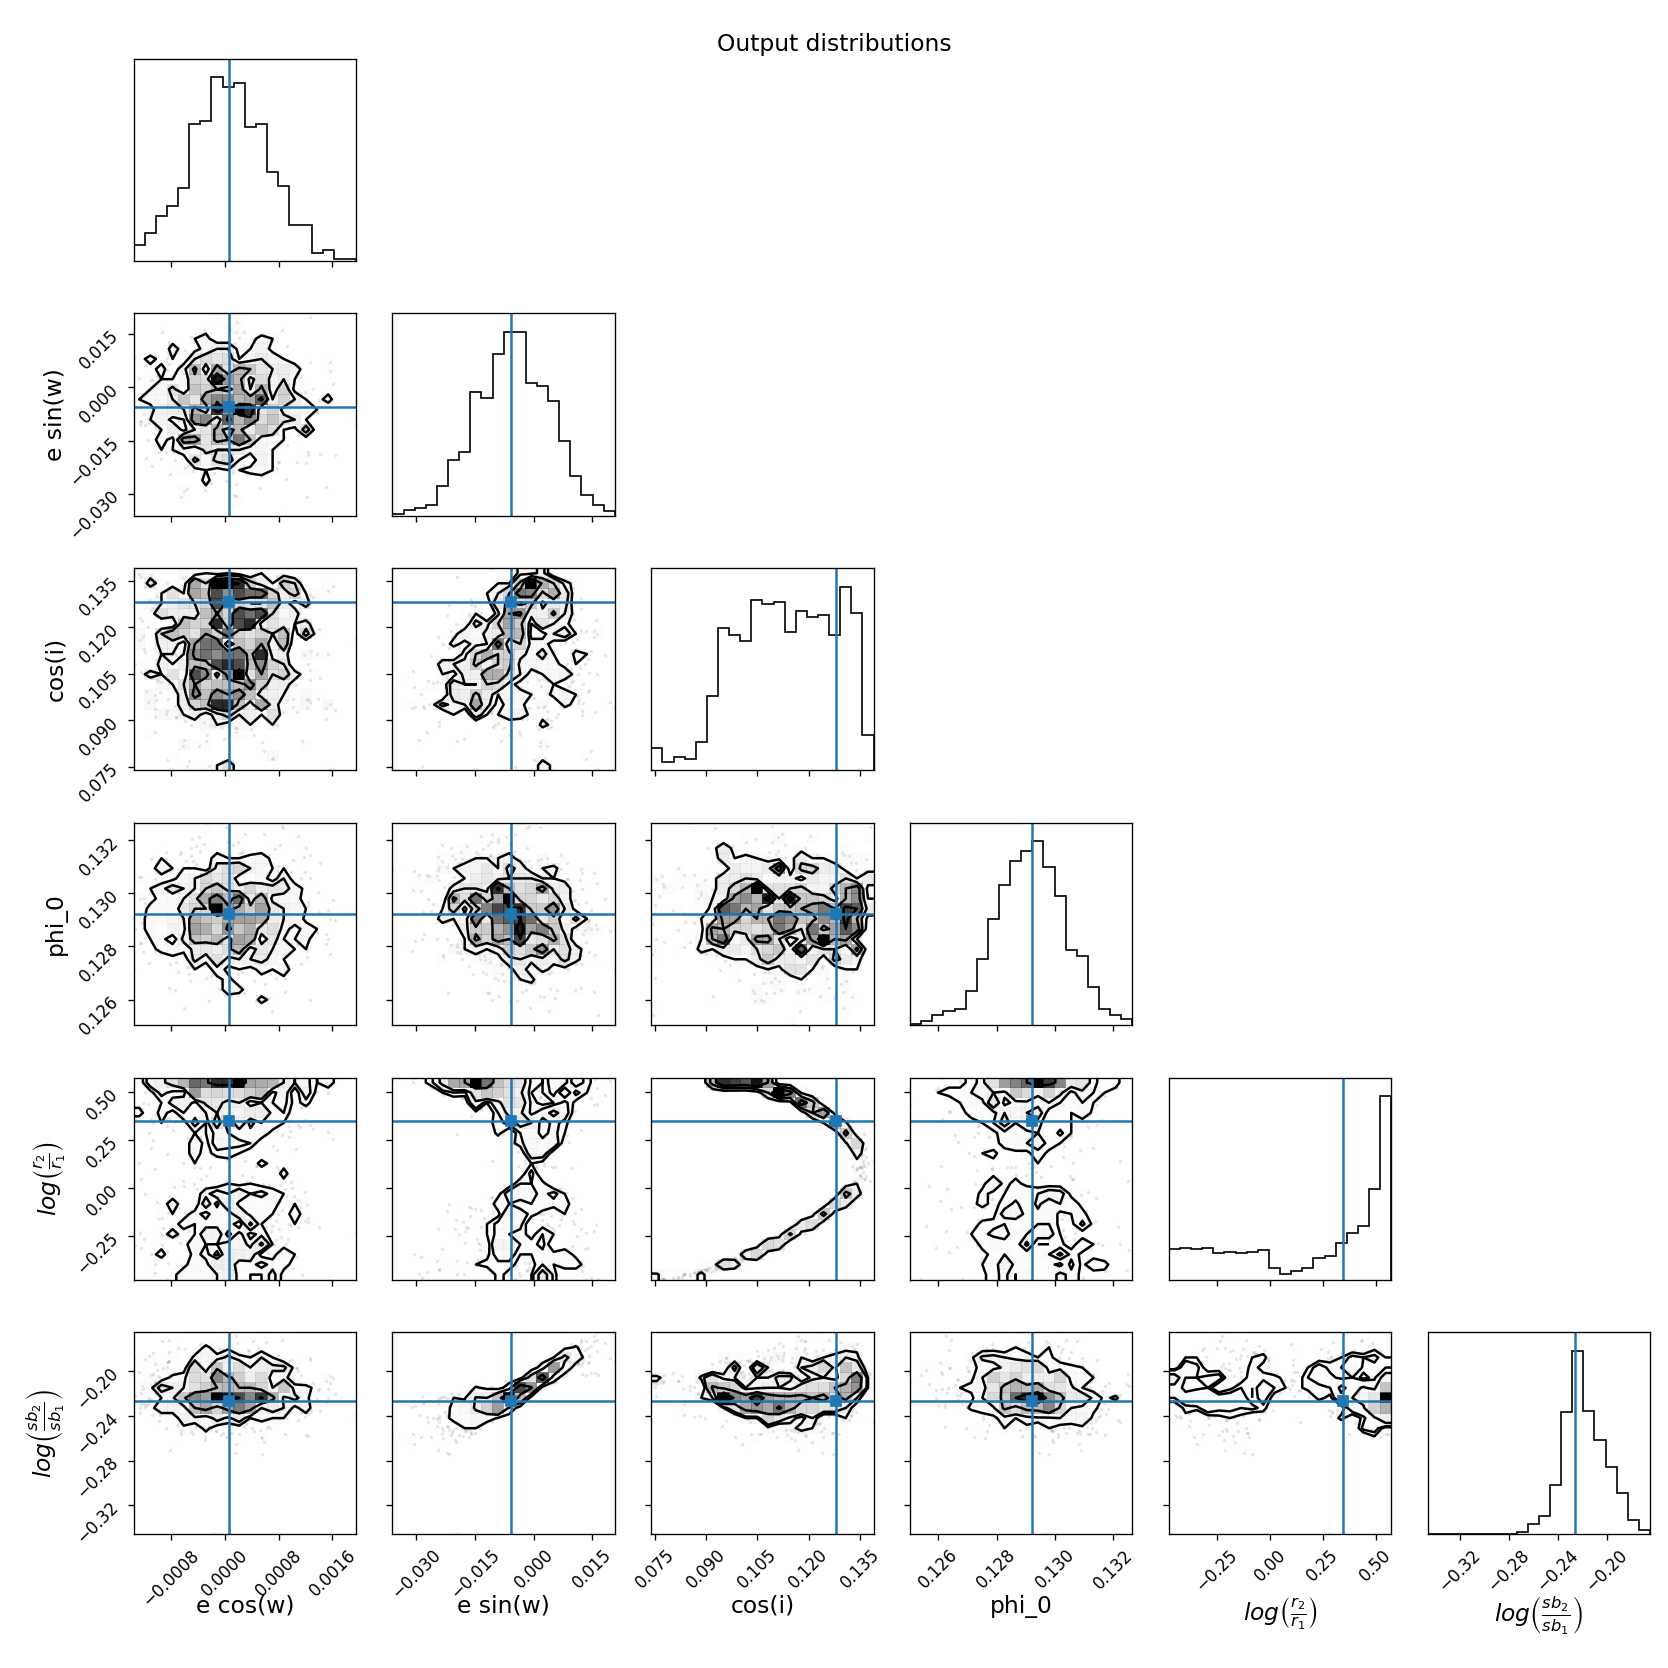 Output distributions
e sin(w)
0.015
0.000
−0.015
−0.030
cos(i)
0.135
0.120
0.105
0.090
0.075
phi_0
0.132
0.130
0.128
0.126
log(r₂/r₁)
0.50
0.25
0.00
−0.25
log(sb₂/sb₁)
−0.20
−0.24
−0.28
−0.32
−0.0008 0.0000 0.0008 0.0016 −0.030 −0.015 0.000 0.015 0.075 0.090 0.105 0.120 0.135 0.126 0.128 0.130 0.132 −0.25 0.00 0.25 0.50 −0.32 −0.28 −0.24 −0.20
e cos(w) e sin(w) cos(i) phi_0 log(r₂/r₁) log(sb₂/sb₁)